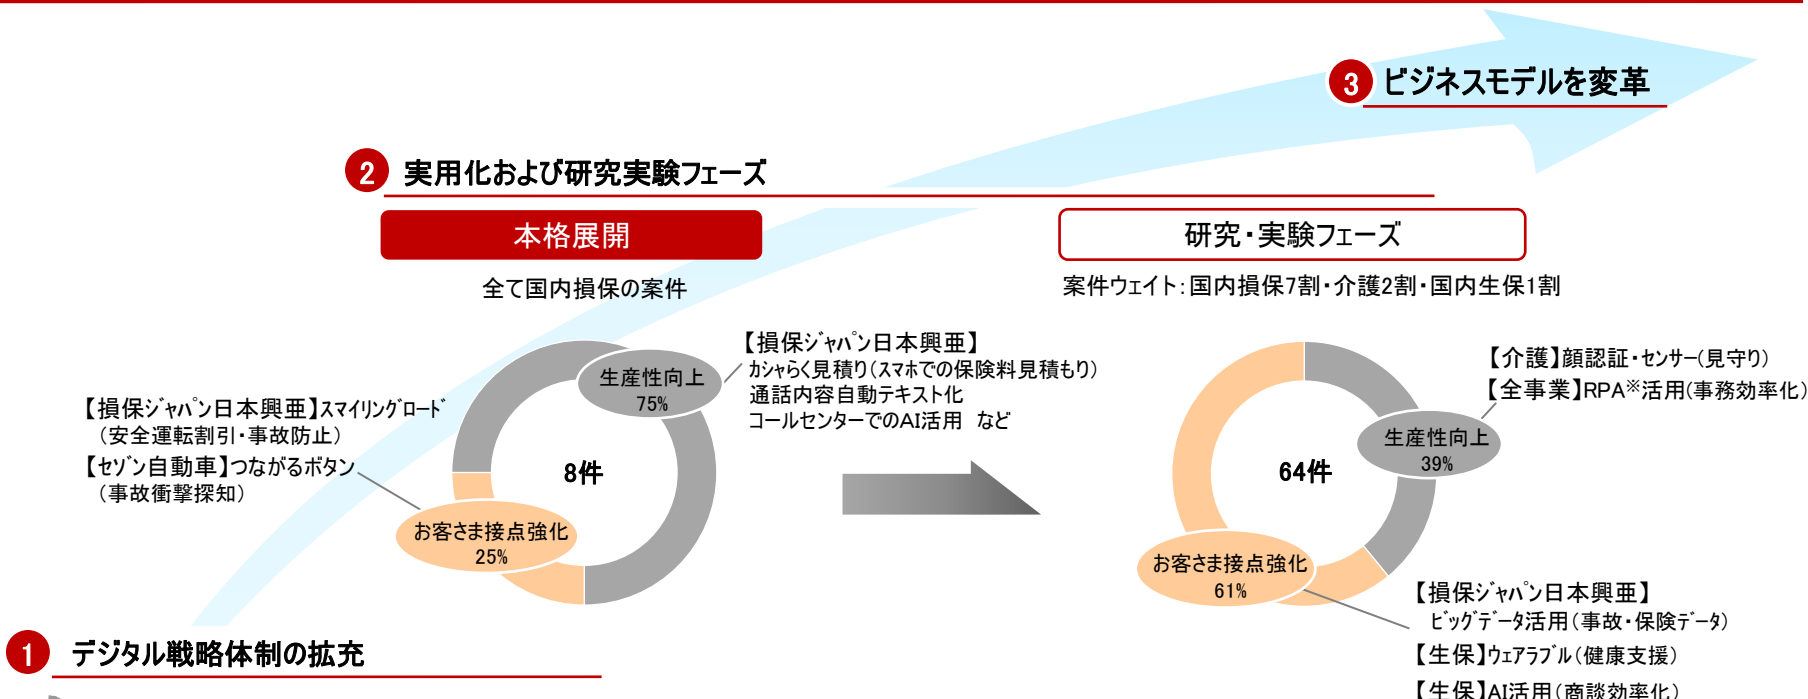 3 ビジネスモデルを変革
2 実用化および研究実験フェーズ
本格展開
全て国内損保の案件
【損保ジャパン日本興亜】
カシャらく見積り(スマホでの保険料見積もり)
通話内容自動テキスト化
コールセンターでのAI活用 など
生産性向上
75%
【損保ジャパン日本興亜】スマイリングロード
(安全運転割引・事故防止)
【セゾン自動車】つながるボタン
(事故衝撃探知)
8件
お客さま接点強化
25%
研究・実験フェーズ
案件ウェイト:国内損保7割・介護2割・国内生保1割
【介護】顔認証・センサー(見守り)
【全事業】RPA※活用(事務効率化)
生産性向上
39%
64件
お客さま接点強化
61%
【損保ジャパン日本興亜】
ビッグデータ活用(事故・保険データ)
【生保】ウェアラブル(健康支援)
【生保】AI活用(商談効率化)
1 デジタル戦略体制の拡充